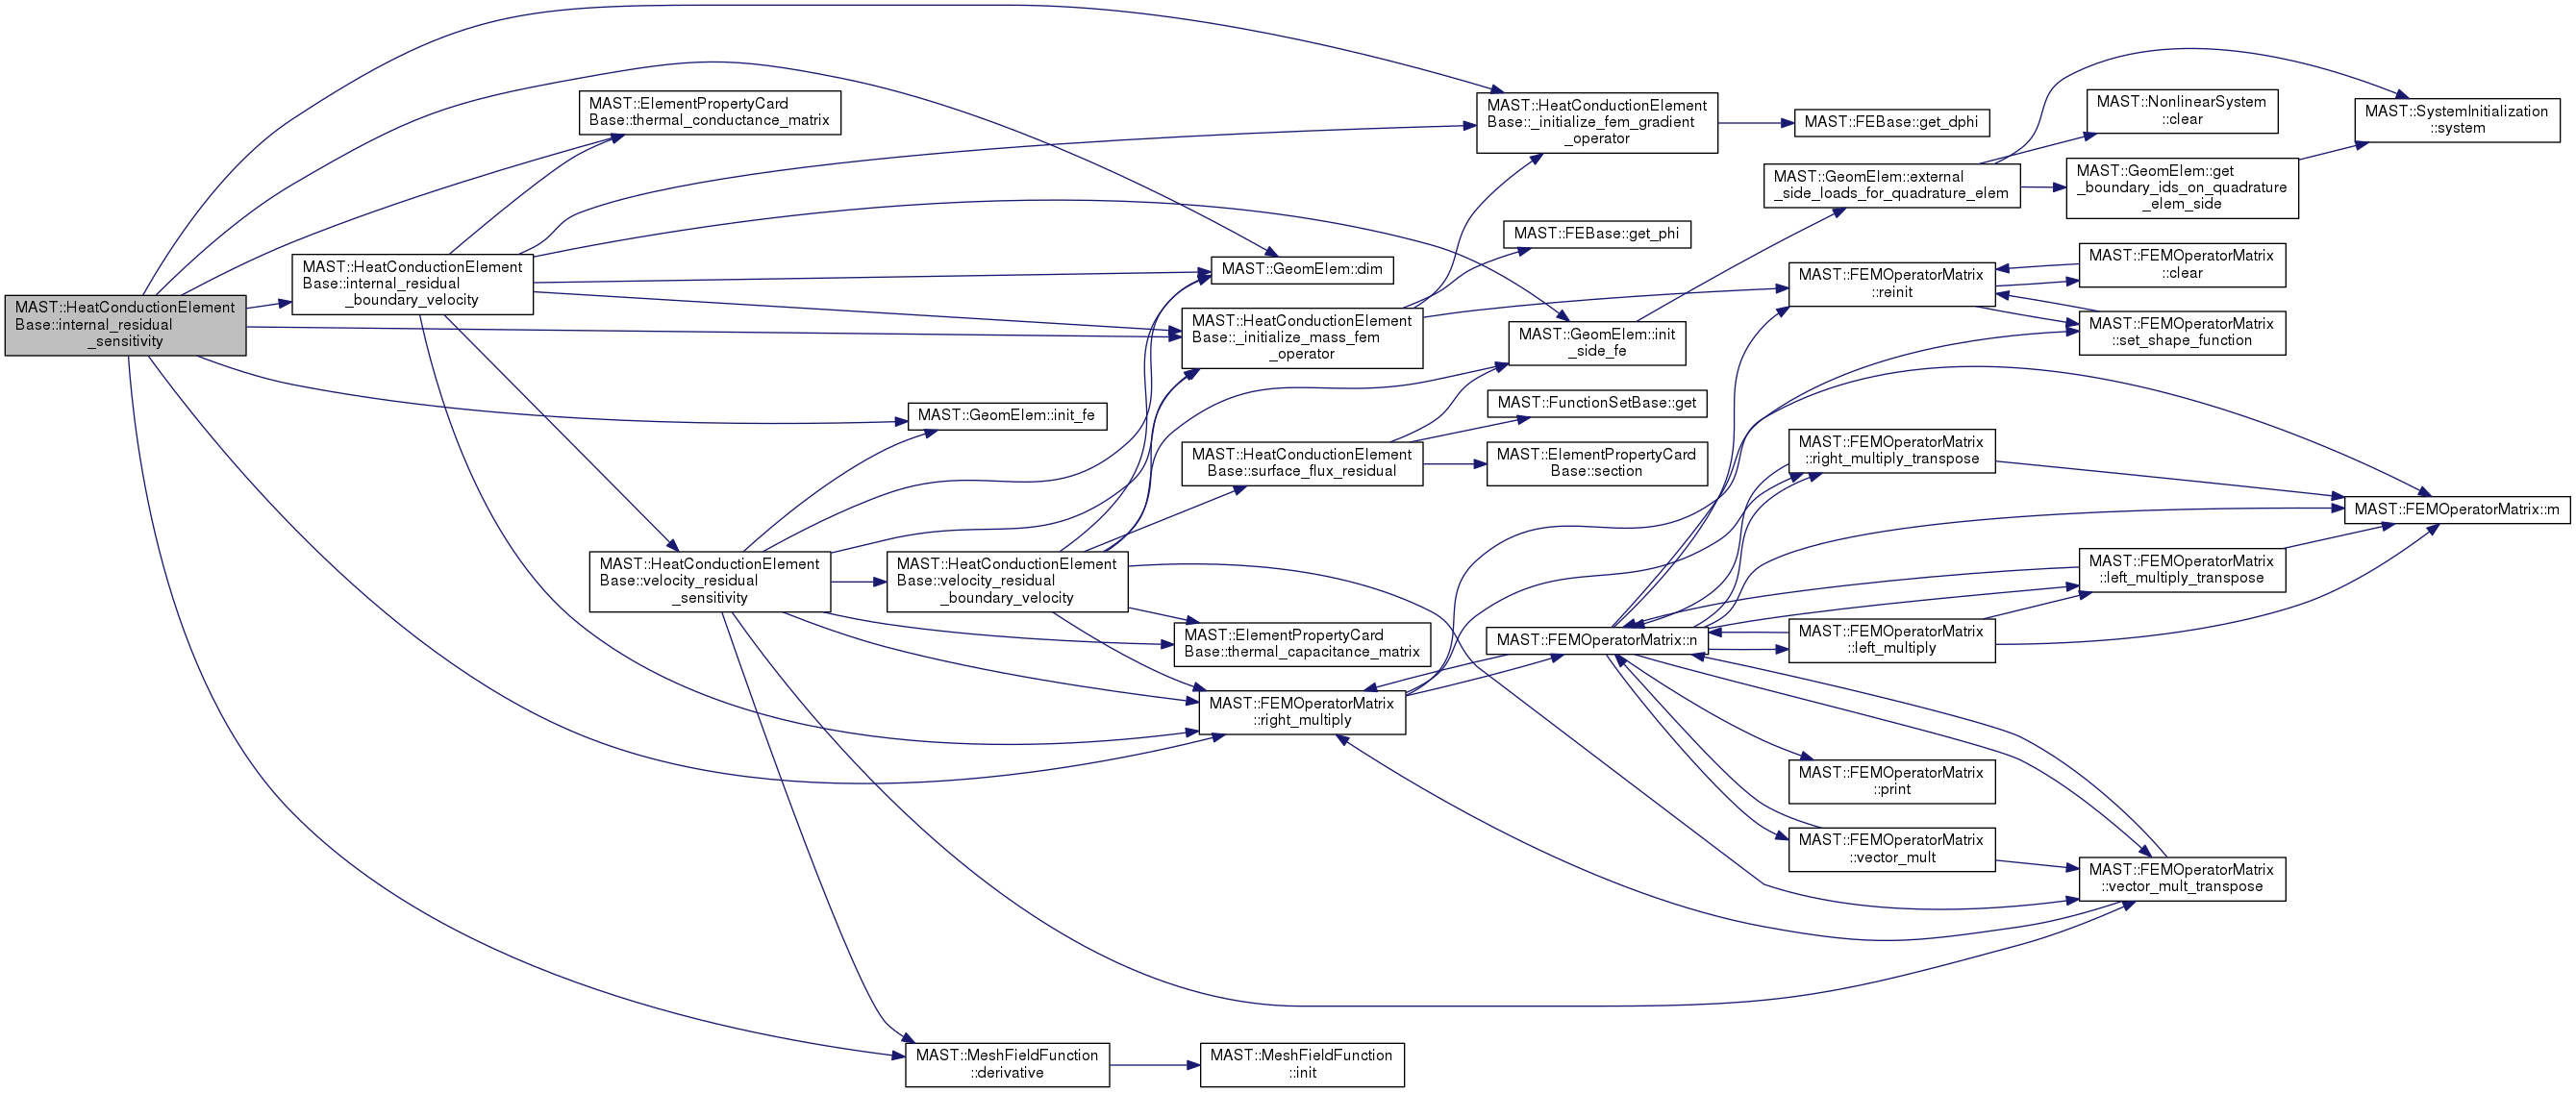 MAST::HeatConductionElement
Base::internal_residual
_sensitivity
MAST::HeatConductionElement
Base::internal_residual
_boundary_velocity
MAST::ElementPropertyCard
Base::thermal_conductance_matrix
MAST::HeatConductionElement
Base::velocity_residual
_sensitivity
MAST::GeomElem::init_fe
MAST::HeatConductionElement
Base::velocity_residual
_boundary_velocity
MAST::MeshFieldFunction
::derivative
MAST::GeomElem::dim
MAST::HeatConductionElement
Base::_initialize_mass_fem
_operator
MAST::HeatConductionElement
Base::surface_flux_residual
MAST::ElementPropertyCard
Base::thermal_capacitance_matrix
MAST::FEMOperatorMatrix
::right_multiply
MAST::MeshFieldFunction
::init
MAST::HeatConductionElement
Base::_initialize_fem_gradient
_operator
MAST::FEBase::get_phi
MAST::GeomElem::init
_side_fe
MAST::FunctionSetBase::get
MAST::ElementPropertyCard
Base::section
MAST::FEMOperatorMatrix::n
MAST::FEBase::get_dphi
MAST::GeomElem::external
_side_loads_for_quadrature_elem
MAST::FEMOperatorMatrix
::reinit
MAST::FEMOperatorMatrix
::right_multiply_transpose
MAST::FEMOperatorMatrix
::left_multiply
MAST::FEMOperatorMatrix
::print
MAST::FEMOperatorMatrix
::vector_mult
MAST::NonlinearSystem
::clear
MAST::GeomElem::get
_boundary_ids_on_quadrature
_elem_side
MAST::FEMOperatorMatrix
::clear
MAST::FEMOperatorMatrix
::set_shape_function
MAST::FEMOperatorMatrix
::left_multiply_transpose
MAST::FEMOperatorMatrix
::vector_mult_transpose
MAST::SystemInitialization
::system
MAST::FEMOperatorMatrix::m